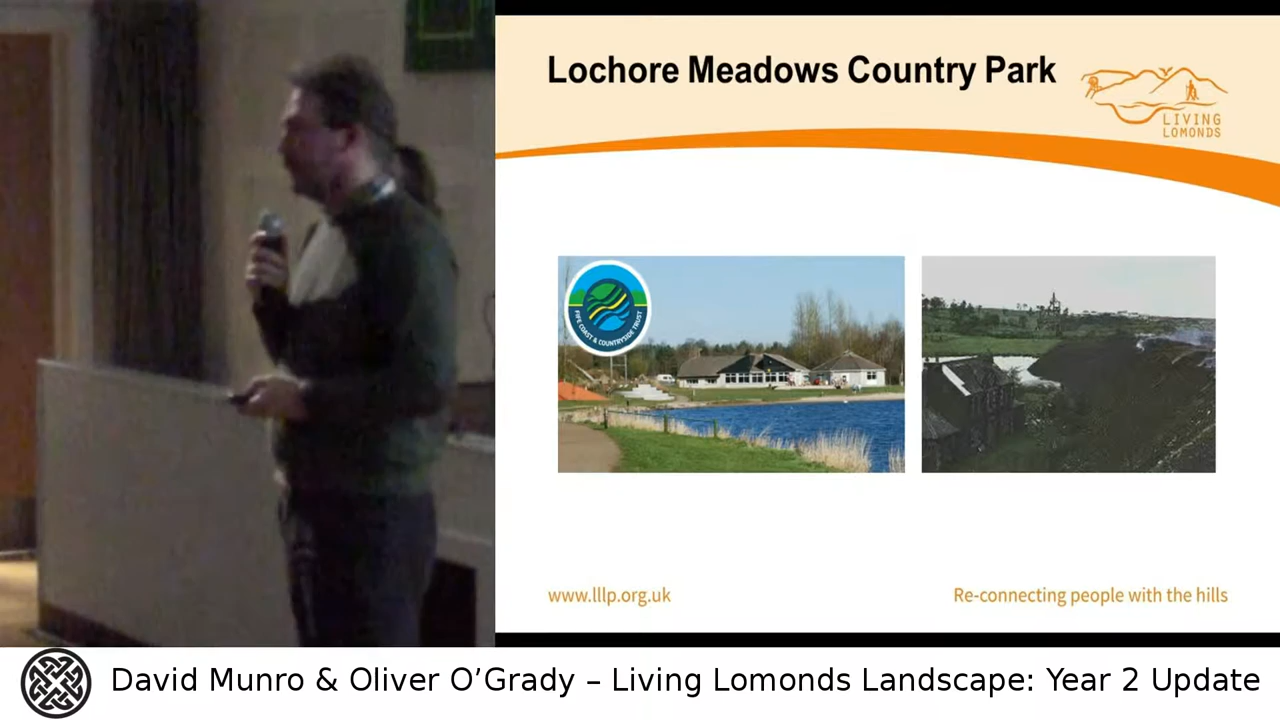 Lochore Meadows Country Park
LIVING
LOMONDS
FIFE COAST & COUNTRYSIDE TRUST
www.lllp.org.uk
Re-connecting people with the hills
David Munro & Oliver O’Grady – Living Lomonds Landscape: Year 2 Update